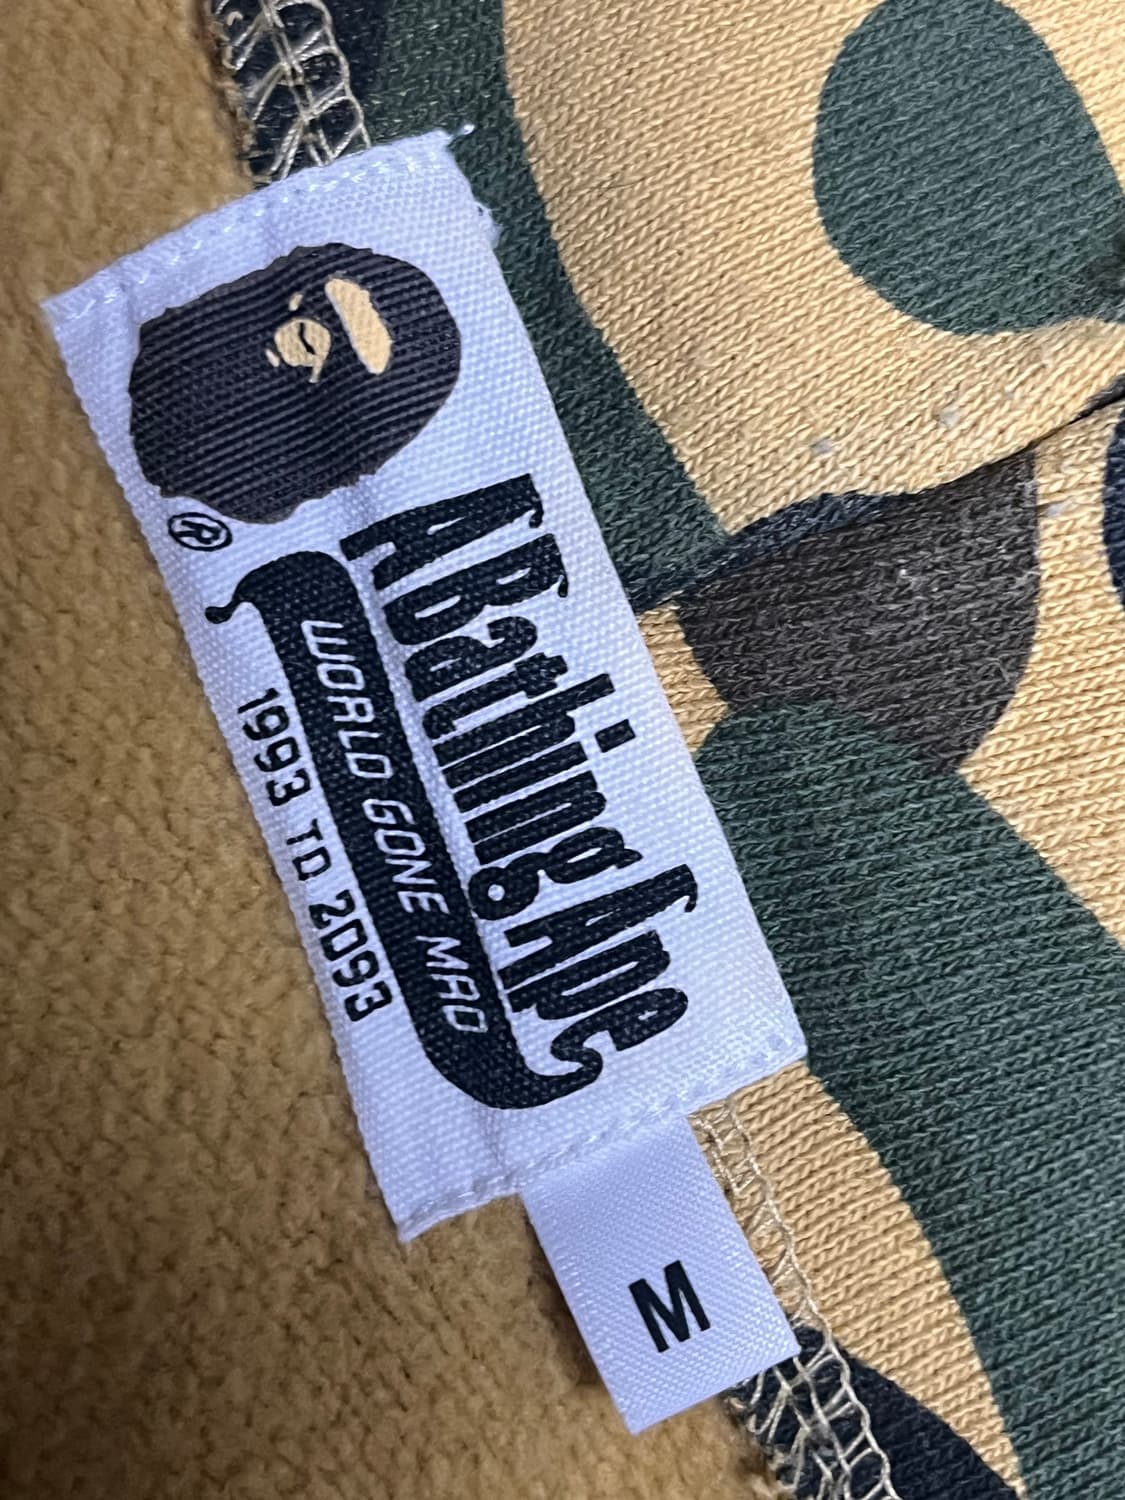 A Bathing Ape
WORLD GONE MAD
®
1993 TO 2093
M